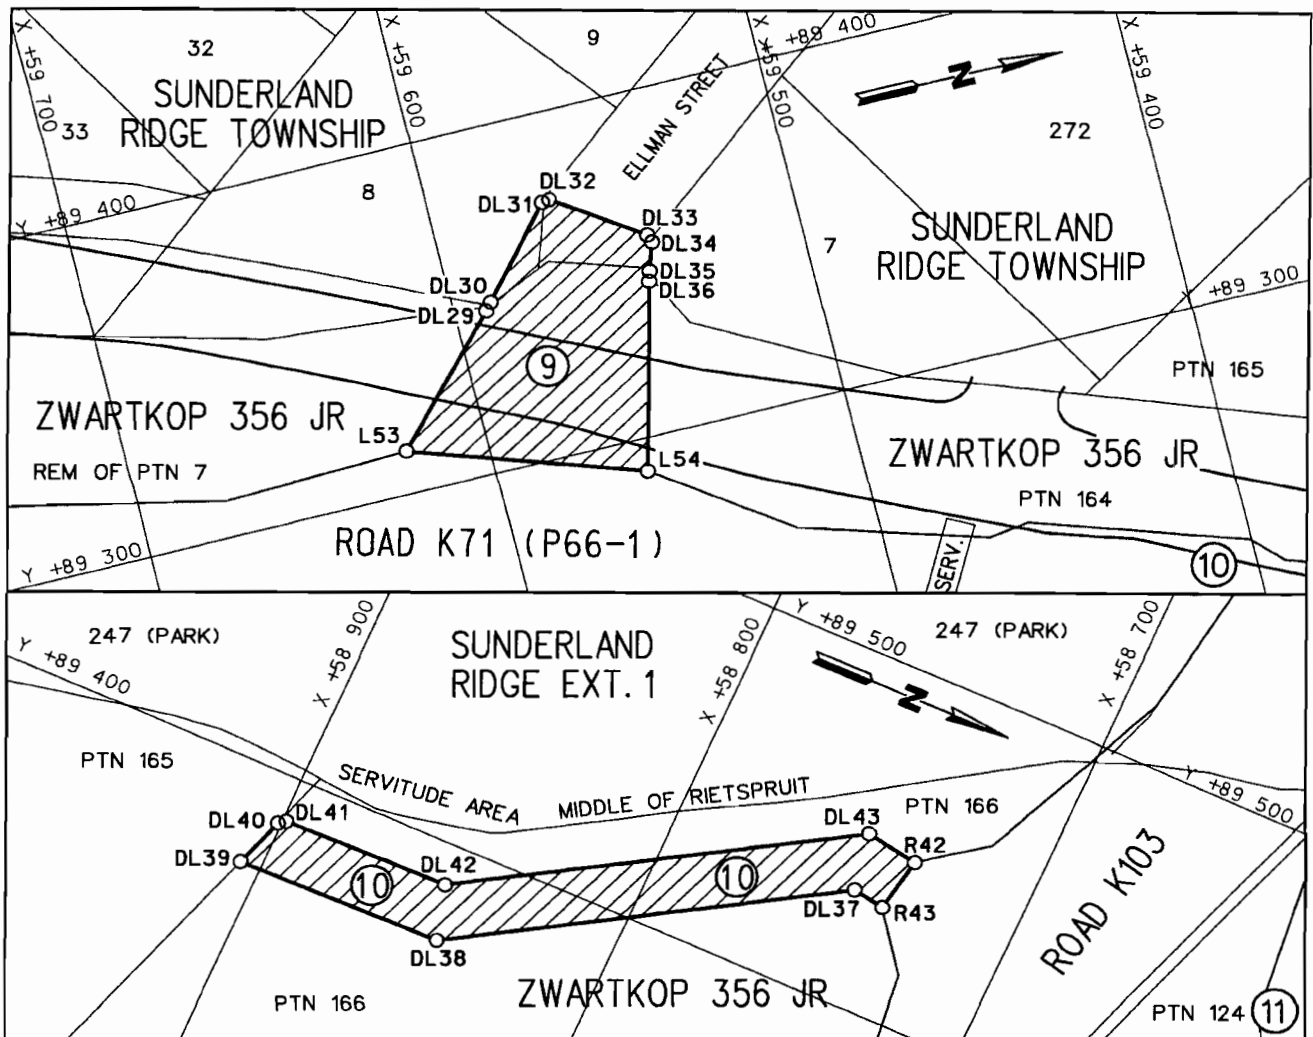 X +59 700
32
SUNDERLAND
RIDGE TOWNSHIP
33
X +59 600
9
ELLMAN STREET
X +59 500
Y +89 400
N
X +59 400
272
8
Y +89 400
DL32
DL31
DL33
DL34
DL35
DL36
7
SUNDERLAND
RIDGE TOWNSHIP
Y +89 300
DL30
DL29
9
PTN 165
ZWARTKOP 356 JR
L53
REM OF PTN 7
L54
ZWARTKOP 356 JR
PTN 164
ROAD K71 (P66-1)
SERV.
10
Y +89 300
247 (PARK)
Y +89 400
X +58 900
SUNDERLAND
RIDGE EXT. 1
X +58 800
Y +89 500
247 (PARK)
X +58 700
N
PTN 165
SERVITUDE AREA
MIDDLE OF RIETSPRUIT
PTN 166
Y +89 500
DL40
DL41
DL43
R42
DL39
DL42
10
10
DL37
R43
ROAD K103
DL38
PTN 166
ZWARTKOP 356 JR
PTN 124
11